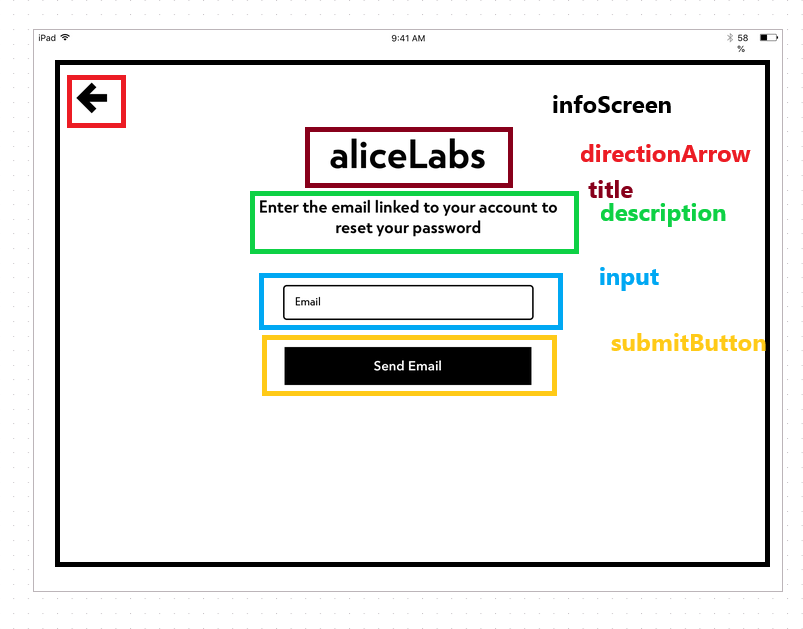 iPad
9:41 AM
58
%
infoScreen
aliceLabs
directionArrow
title
Enter the email linked to your account to
reset your password
description
input
Email
submitButton
Send Email